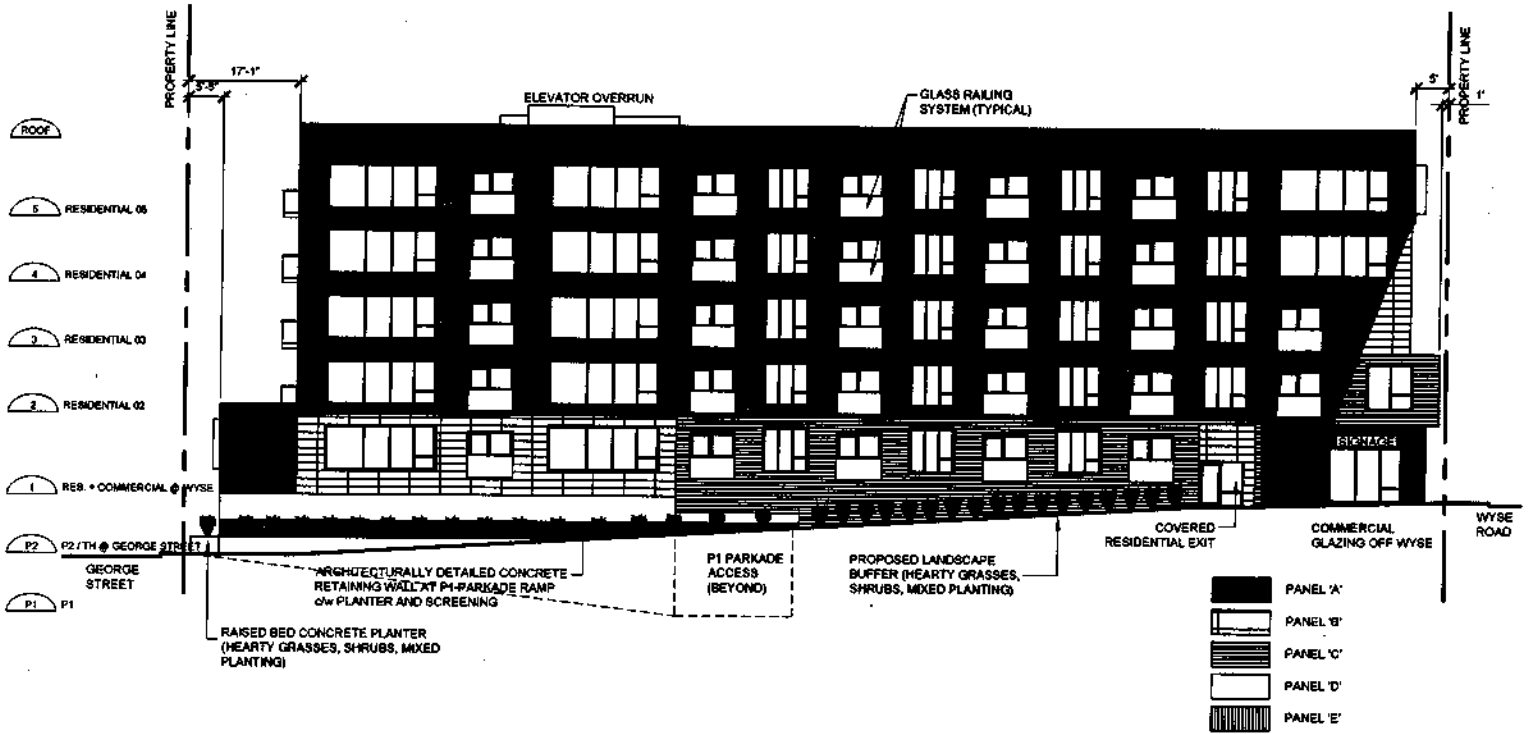 PROPERTY LINE
17'-1"
5'-5"
ELEVATOR OVERRUN
GLASS RAILING
SYSTEM (TYPICAL)
5'
1'
PROPERTY LINE
ROOF
5 RESIDENTIAL 05
4 RESIDENTIAL 04
3 RESIDENTIAL 03
2 RESIDENTIAL 02
SIGNAGE
1 RES. + COMMERCIAL @ WYSE
P2 P2 / TH @ GEORGE STREET
GEORGE
STREET
P1 P1
ARCHITECTURALLY DETAILED CONCRETE
RETAINING WALL AT P1-PARKADE RAMP
c/w PLANTER AND SCREENING
RAISED BED CONCRETE PLANTER
(HEARTY GRASSES, SHRUBS, MIXED
PLANTING)
P1 PARKADE
ACCESS
(BEYOND)
PROPOSED LANDSCAPE
BUFFER (HEARTY GRASSES,
SHRUBS, MIXED PLANTING)
COVERED
RESIDENTIAL EXIT
COMMERCIAL
GLAZING OFF WYSE
WYSE
ROAD
PANEL 'A'
PANEL 'B'
PANEL 'C'
PANEL 'D'
PANEL 'E'